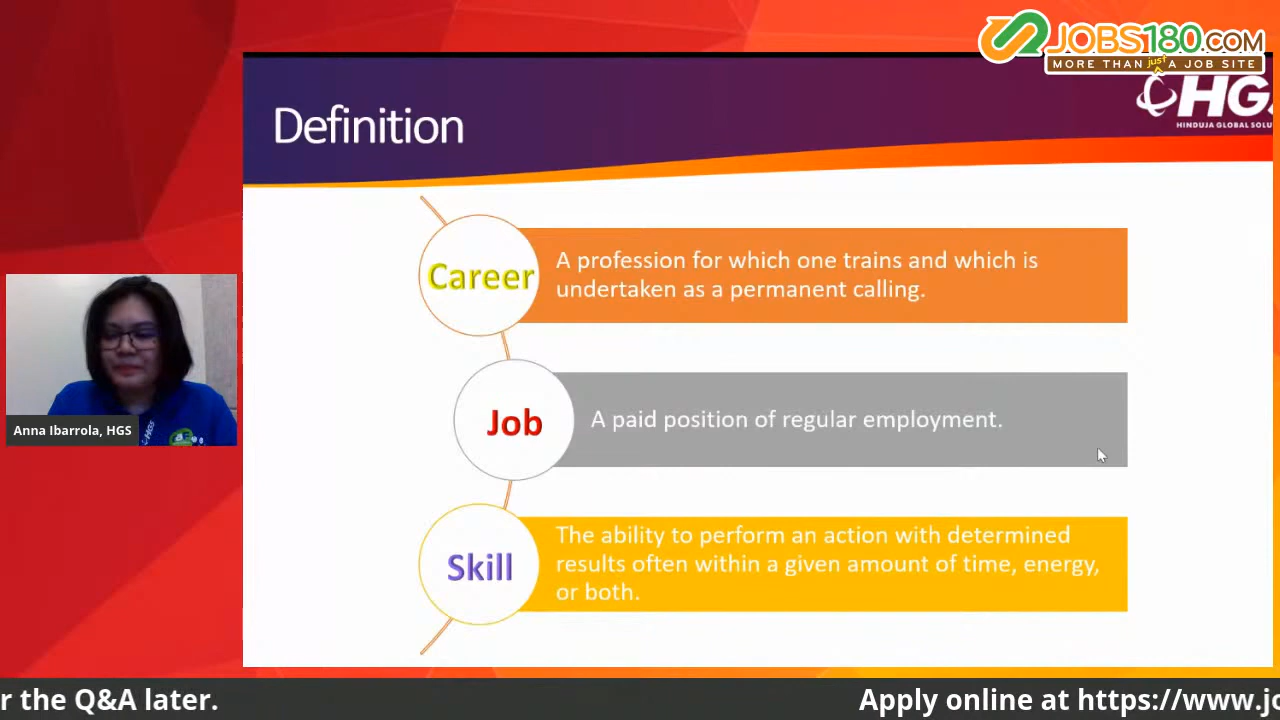 JOBS180.COM
MORE THAN just A JOB SITE
HGS
HINDUJA GLOBAL SOLU
Definition
Career
A profession for which one trains and which is
undertaken as a permanent calling.
Job
A paid position of regular employment.
Skill
The ability to perform an action with determined
results often within a given amount of time, energy,
or both.
Anna Ibarrola, HGS
r the Q&A later.
Apply online at https://www.jo